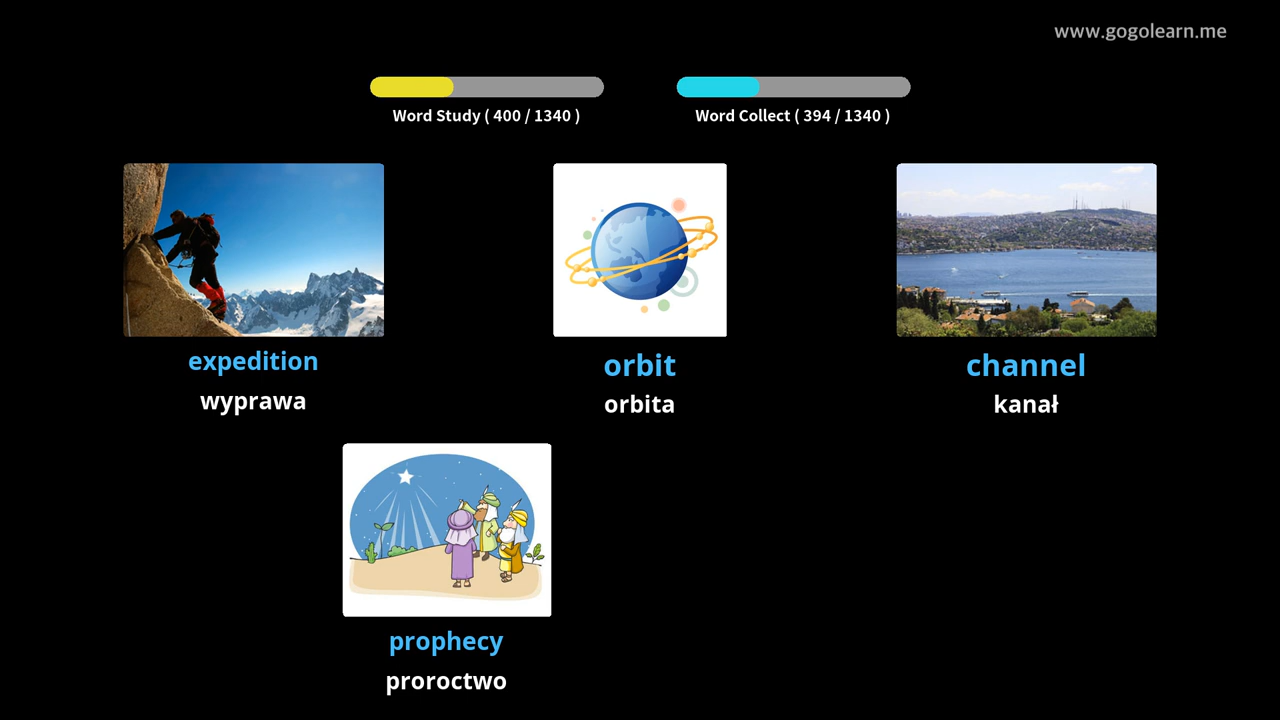 www.gogolearn.me
Word Study ( 400 / 1340 )
Word Collect ( 394 / 1340 )
expedition
wyprawa
orbit
orbita
channel
kanał
prophecy
proroctwo